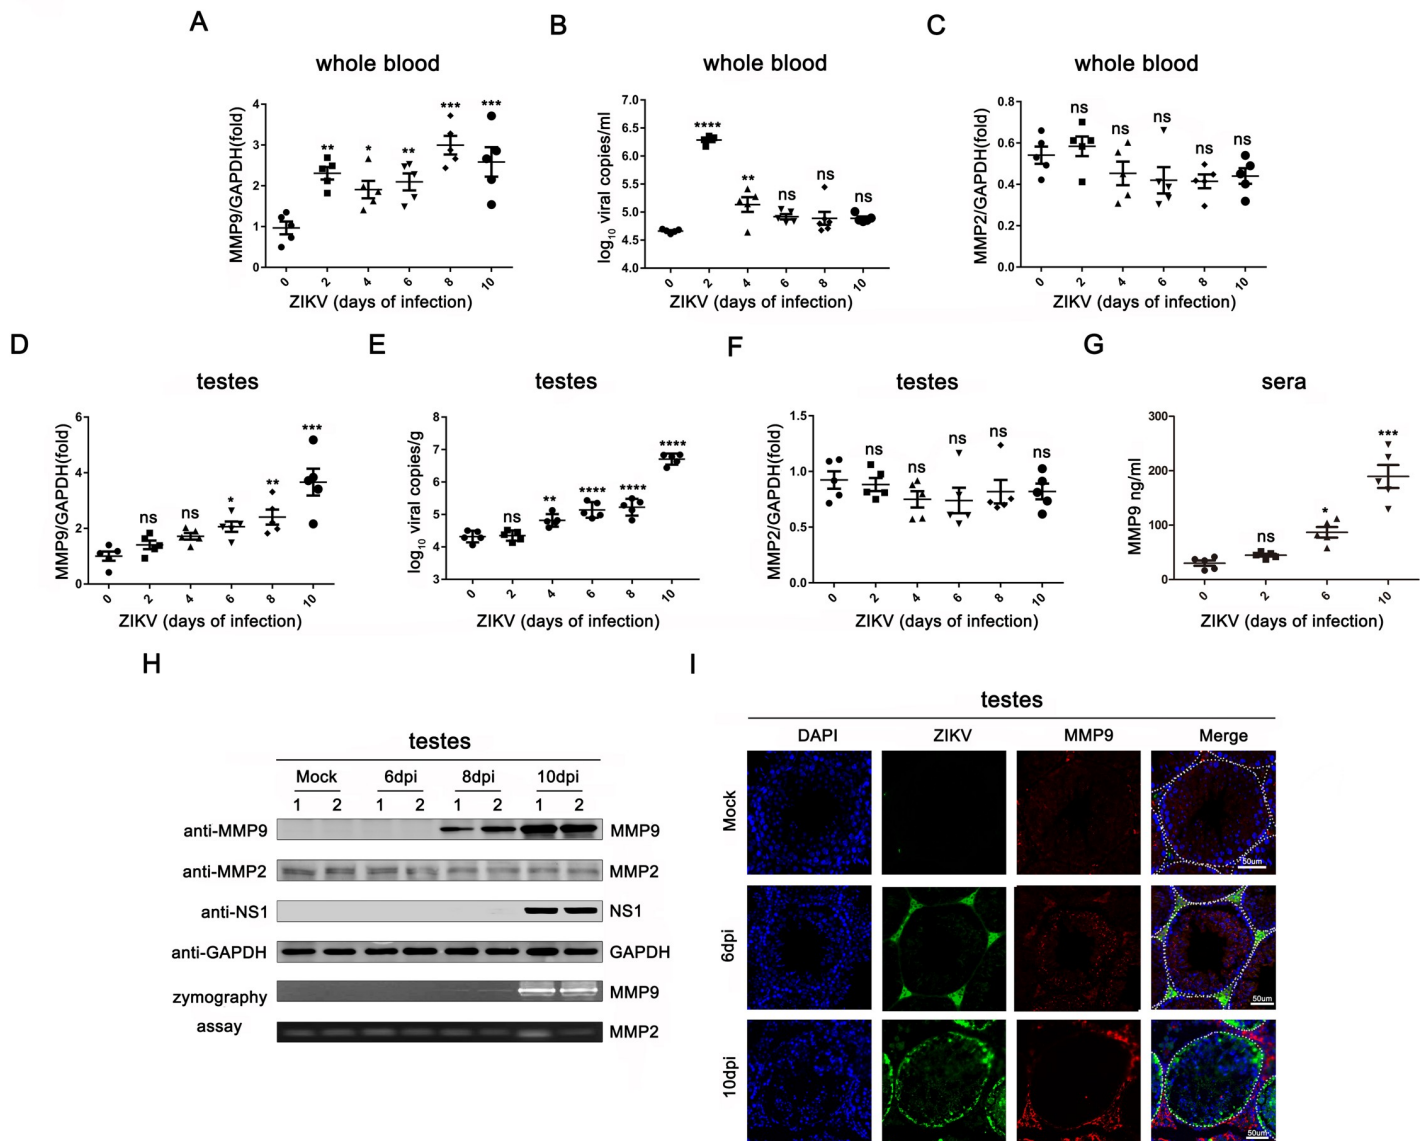 A
B
C
whole blood
whole blood
whole blood
MMP9/GAPDH(fold)
4
3
2
1
0
**
*
**
***
***
0
2
4
6
8
10
ZIKV (days of infection)
log10 viral copies/ml
7.0
6.5
6.0
5.5
5.0
4.5
4.0
****
**
ns
ns
ns
0
2
4
6
8
10
ZIKV (days of infection)
MMP2/GAPDH(fold)
0.8
0.6
0.4
0.2
0.0
ns
ns
ns
ns
ns
0
2
4
6
8
10
ZIKV (days of infection)
D
E
F
G
testes
testes
testes
sera
MMP9/GAPDH(fold)
6
4
2
0
ns
ns
*
**
***
0
2
4
6
8
10
ZIKV (days of infection)
log10 viral copies/g
8
7
6
5
4
3
ns
**
****
****
****
0
2
4
6
8
10
ZIKV (days of infection)
MMP2/GAPDH(fold)
1.5
1.0
0.5
0.0
ns
ns
ns
ns
ns
0
2
4
6
8
10
ZIKV (days of infection)
MMP9 ng/ml
300
200
100
0
ns
*
***
0
2
6
10
ZIKV (days of infection)
H
testes
Mock 6dpi 8dpi 10dpi
1 2 1 2 1 2 1 2
anti-MMP9 MMP9
anti-MMP2 MMP2
anti-NS1 NS1
anti-GAPDH GAPDH
zymography MMP9
assay MMP2
I
testes
DAPI ZIKV MMP9 Merge
Mock
50um
6dpi
50um
10dpi
50um